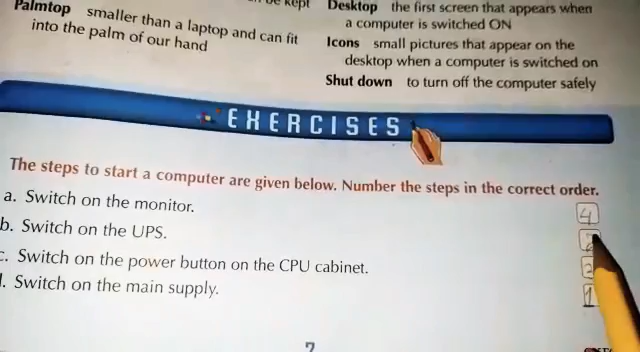 Palmtop smaller than a laptop and can fit
into the palm of our hand
kept
Desktop the first screen that appears when
a computer is switched ON
Icons small pictures that appear on the
desktop when a computer is switched on
Shut down to turn off the computer safely
EXERCISES
The steps to start a computer are given below. Number the steps in the correct order.
a. Switch on the monitor. 4
b. Switch on the UPS.
c. Switch on the power button on the CPU cabinet.
Switch on the main supply. 1
7